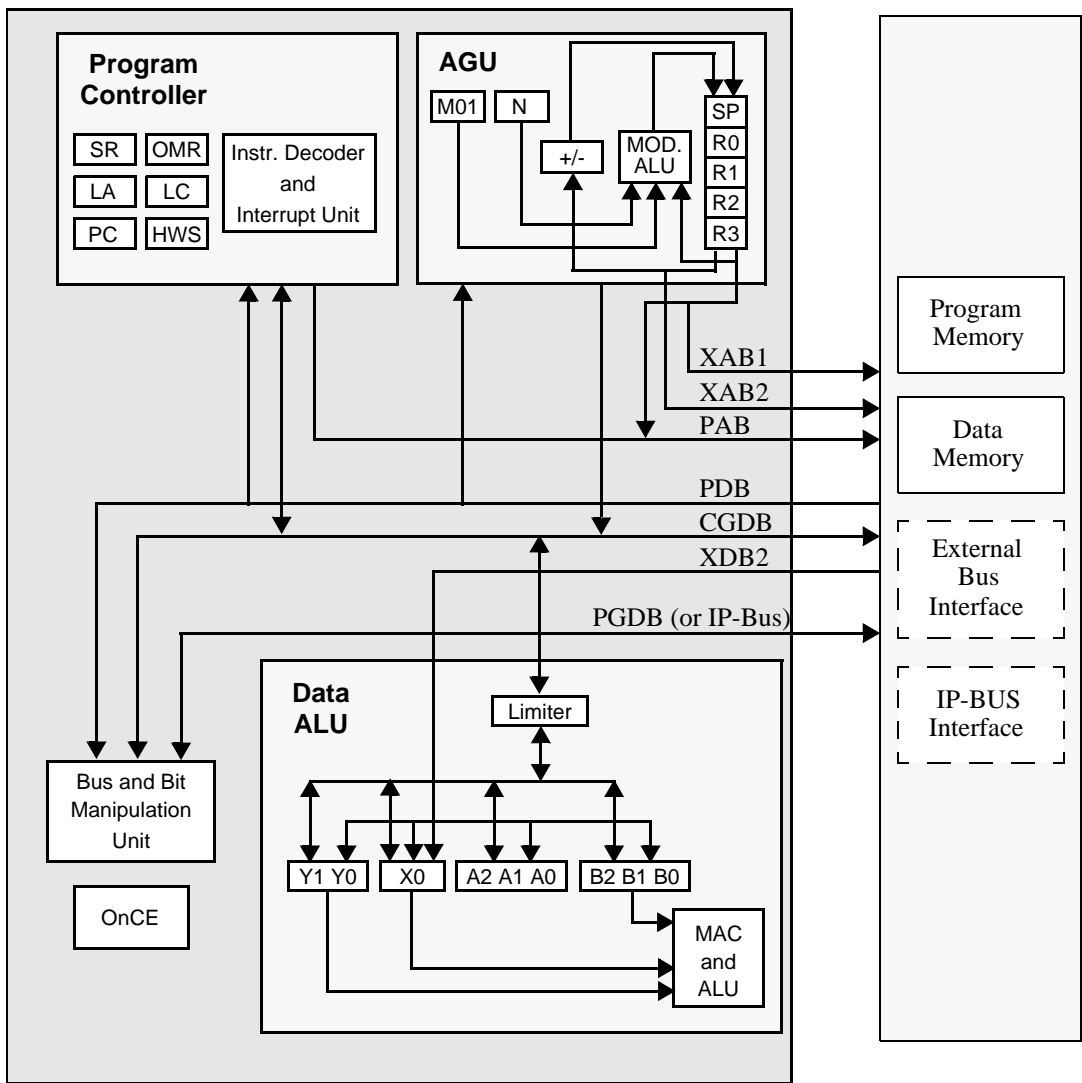 Program
Controller
SR
OMR
LA
LC
PC
HWS
Instr. Decoder
and
Interrupt Unit
AGU
M01
N
+/-
MOD.
ALU
SP
R0
R1
R2
R3
Program
Memory
Data
Memory
External
Bus
Interface
IP-BUS
Interface
XAB1
XAB2
PAB
PDB
CGDB
XDB2
PGDB (or IP-Bus)
Data
ALU
Limiter
Y1 Y0
X0
A2 A1 A0
B2 B1 B0
MAC
and
ALU
Bus and Bit
Manipulation
Unit
OnCE